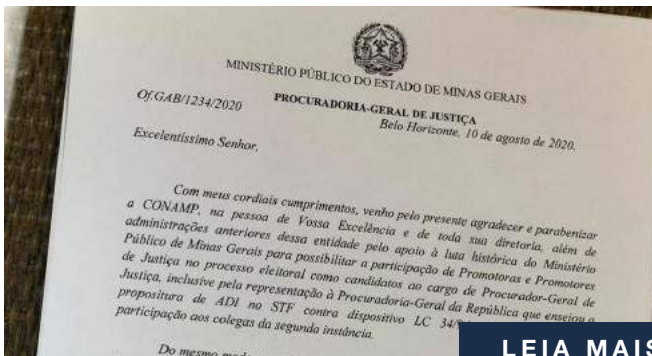 MINISTÉRIO PÚBLICO DO ESTADO DE MINAS GERAIS
PROCURADORIA-GERAL DE JUSTIÇA
Of.GAB/1234/2020
Belo Horizonte, 10 de agosto de 2020.
Excelentíssimo Senhor,
Com meus cordiais cumprimentos, venho pelo presente agradecer e parabenizar
a CONAMP, na pessoa de Vossa Excelência e de toda sua diretoria, além de
administrações anteriores dessa entidade pelo apoio à luta histórica do Ministério
Público de Minas Gerais para possibilitar a participação de Promotoras e Promotores
de Justiça no processo eleitoral como candidatos ao cargo de Procurador-Geral de
Justiça, inclusive pela representação à Procuradoria-Geral da República que ensejou a
propositura de ADI no STF contra dispositivo LC 34/
participação aos colegas da segunda instância.
Do mesmo
LEIA MAIS